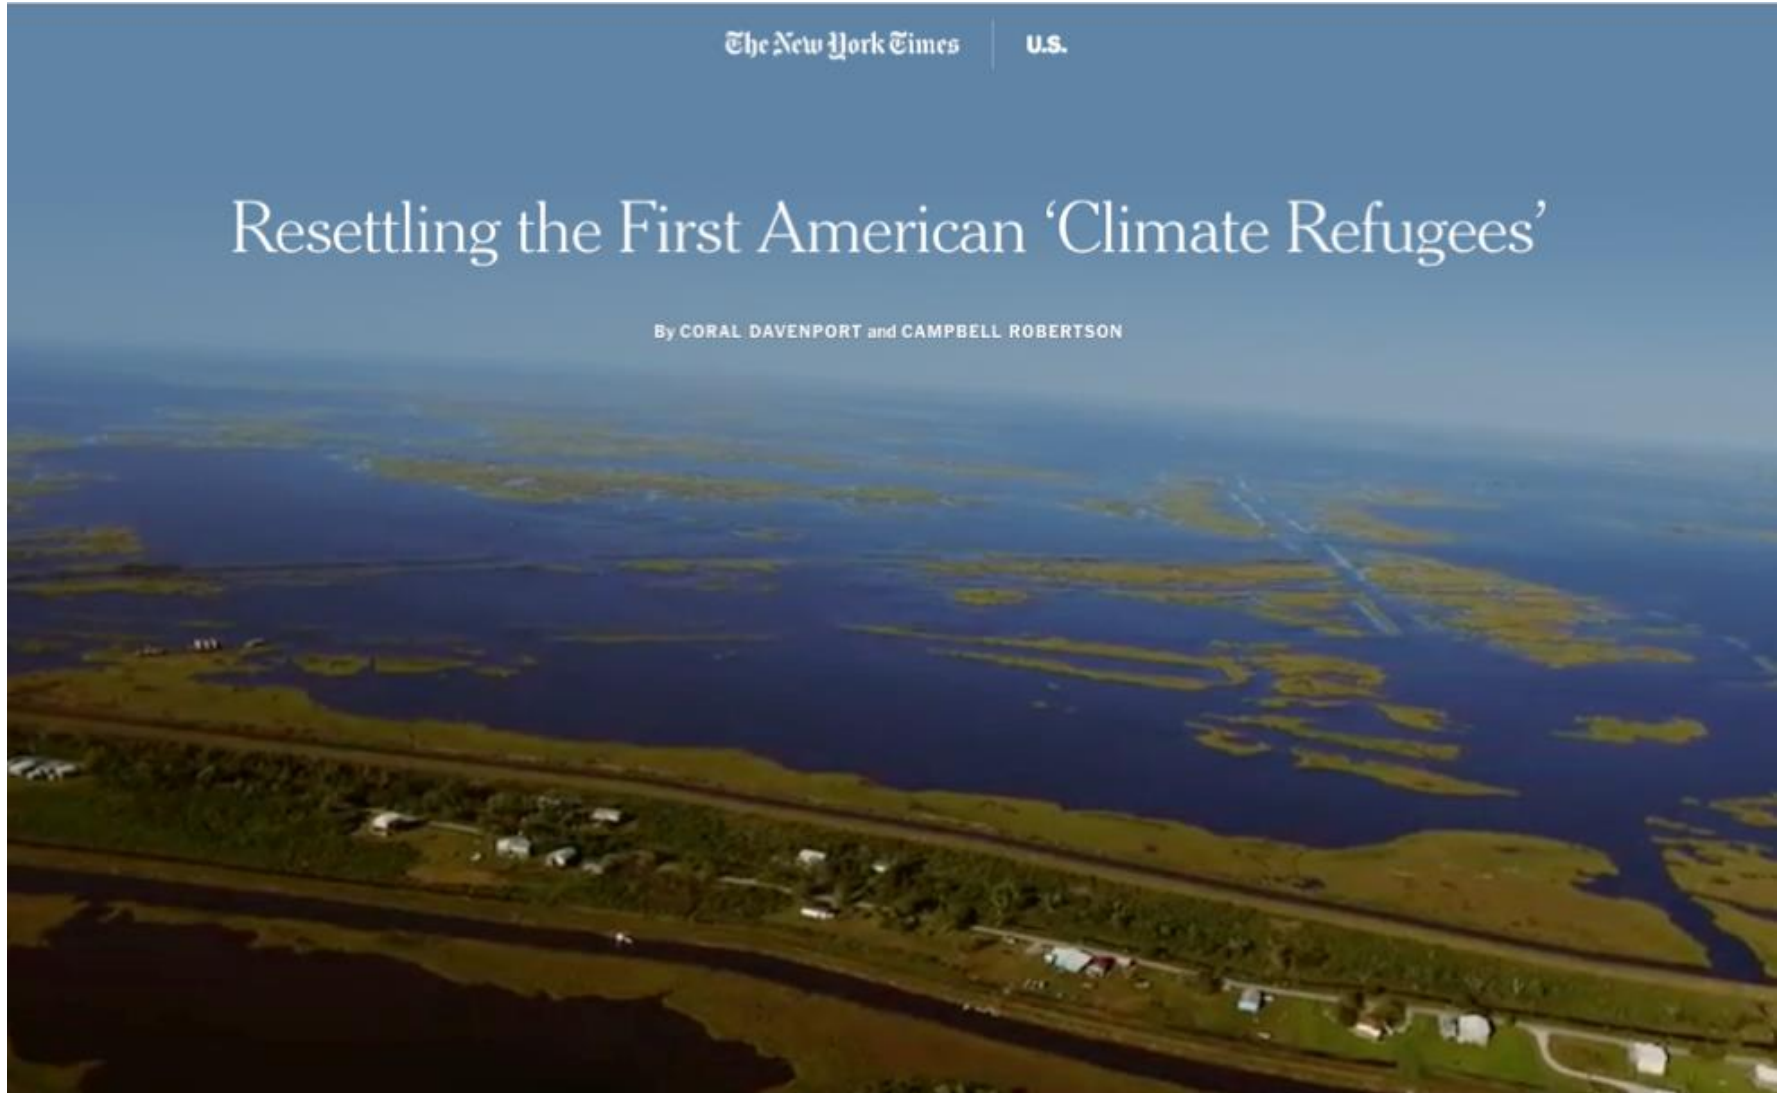 The New York Times
U.S.
Resettling the First American ‘Climate Refugees’
By CORAL DAVENPORT and CAMPBELL ROBERTSON